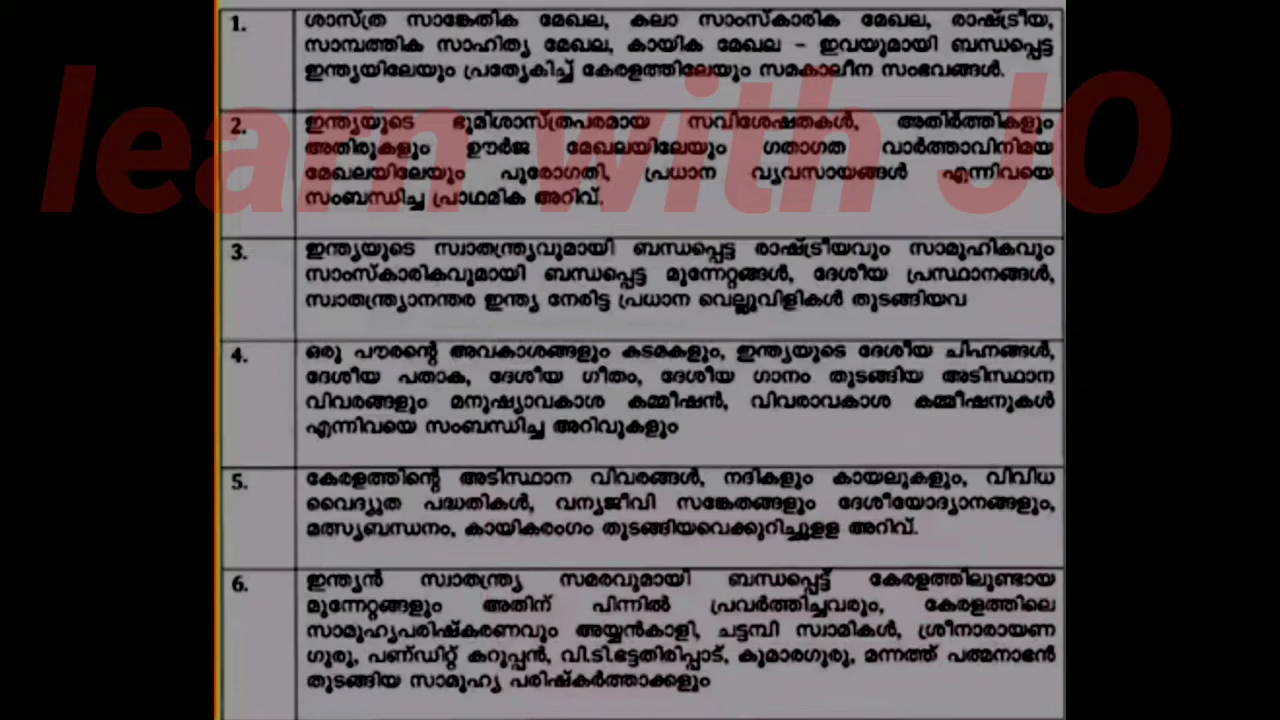 learn with JO
1. ശാസ്ത്ര സാങ്കേതിക മേഖല, കലാ സാംസ്കാരിക മേഖല, രാഷ്ട്രീയ,
സാമ്പത്തിക സാഹിത്യ മേഖല, കായിക മേഖല – ഇവയുമായി ബന്ധപ്പെട്ട
ഇന്ത്യയിലേയും പ്രത്യേകിച്ച് കേരളത്തിലേയും സമകാലീന സംഭവങ്ങൾ.
2. ഇന്ത്യയുടെ ഭൂമിശാസ്ത്രപരമായ സവിശേഷതകൾ, അതിർത്തികളും
അതിരുകളും ഊർജ മേഖലയിലേയും ഗതാഗത വാർത്താവിനിമയ
മേഖലയിലേയും പുരോഗതി, പ്രധാന വ്യവസായങ്ങൾ എന്നിവയെ
സംബന്ധിച്ച പ്രാഥമിക അറിവ്.
3. ഇന്ത്യയുടെ സ്വാതന്ത്ര്യവുമായി ബന്ധപ്പെട്ട രാഷ്ട്രീയവും സാമൂഹികവും
സാംസ്കാരികവുമായി ബന്ധപ്പെട്ട മുന്നേറ്റങ്ങൾ, ദേശീയ പ്രസ്ഥാനങ്ങൾ,
സ്വാതന്ത്ര്യാനന്തര ഇന്ത്യ നേരിട്ട പ്രധാന വെല്ലുവിളികൾ തുടങ്ങിയവ
4. ഒരു പൗരന്റെ അവകാശങ്ങളും കടമകളും, ഇന്ത്യയുടെ ദേശീയ ചിഹ്നങ്ങൾ,
ദേശീയ പതാക, ദേശീയ ഗീതം, ദേശീയ ഗാനം തുടങ്ങിയ അടിസ്ഥാന
വിവരങ്ങളും മനുഷ്യാവകാശ കമ്മീഷൻ, വിവരാവകാശ കമ്മീഷനുകൾ
എന്നിവയെ സംബന്ധിച്ച അറിവുകളും
5. കേരളത്തിന്റെ അടിസ്ഥാന വിവരങ്ങൾ, നദികളും കായലുകളും, വിവിധ
വൈദ്യുത പദ്ധതികൾ, വന്യജീവി സങ്കേതങ്ങളും ദേശീയോദ്യാനങ്ങളും,
മത്സ്യബന്ധനം, കായികരംഗം തുടങ്ങിയവെക്കുറിച്ചുളള അറിവ്.
6. ഇന്ത്യൻ സ്വാതന്ത്ര്യ സമരവുമായി ബന്ധപ്പെട്ട് കേരളത്തിലുണ്ടായ
മുന്നേറ്റങ്ങളും അതിന് പിന്നിൽ പ്രവർത്തിച്ചവരും, കേരളത്തിലെ
സാമൂഹ്യപരിഷ്കരണവും അയ്യൻകാളി, ചട്ടമ്പി സ്വാമികൾ, ശ്രീനാരായണ
ഗുരു, പണ്ഡിറ്റ് കറുപ്പൻ, വി.ടി.ഭട്ടതിരിപ്പാട്, കുമാരഗുരു, മന്നത്ത് പത്മനാഭൻ
തുടങ്ങിയ സാമൂഹ്യ പരിഷ്കർത്താക്കളും